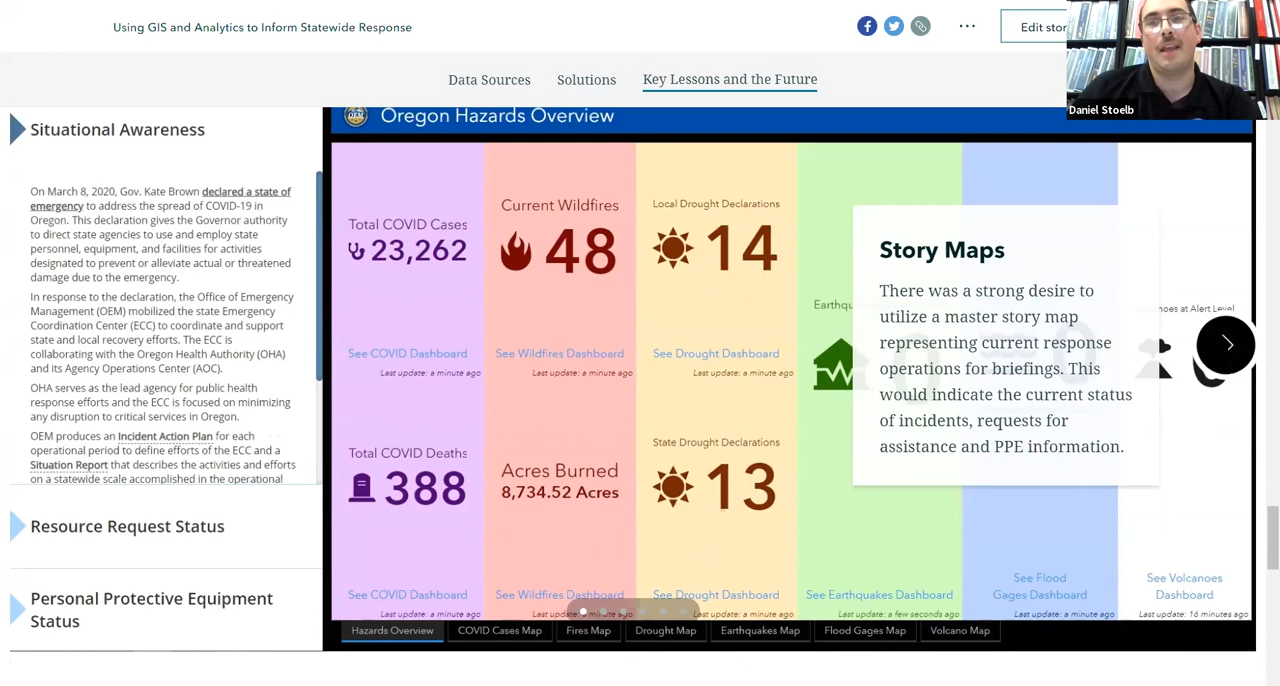 Using GIS and Analytics to Inform Statewide Response
Edit
Daniel Stoelb
Data Sources
Solutions
Key Lessons and the Future
Situational Awareness
On March 8, 2020, Gov. Kate Brown declared a state of
emergency to address the spread of COVID-19 in
Oregon. This declaration gives the Governor authority
to direct state agencies to use and employ state
personnel, equipment, and facilities for activities
designated to prevent or alleviate actual or threatened
damage due to the emergency.
In response to the declaration, the Office of Emergency
Management (OEM) mobilized the state Emergency
Coordination Center (ECC) to coordinate and support
state and local recovery efforts. The ECC is
collaborating with the Oregon Health Authority (OHA)
and its Agency Operations Center (AOC).
OHA serves as the lead agency for public health
response efforts and the ECC is focused on minimizing
any disruption to critical services in Oregon.
OEM produces an Incident Action Plan for each
operational period to define efforts of the ECC and a
Situation Report that describes the activities and efforts
on a statewide scale accomplished in the operational
Resource Request Status
Personal Protective Equipment
Status
Oregon Hazards Overview
Total COVID Cases
23,262
See COVID Dashboard
Last update: a minute ago
Total COVID Deaths
388
See COVID Dashboard
Last update: a minute ago
Current Wildfires
48
See Wildfires Dashboard
Last update: a minute ago
Acres Burned
8,734.52 Acres
See Wildfires Dashboard
Last update: a minute ago
Local Drought Declarations
14
See Drought Dashboard
Last update: a minute ago
State Drought Declarations
13
See Drought Dashboard
Last update: a minute ago
See Earthquakes Dashboard
Last update: a few seconds ago
See Flood
Gages Dashboard
Last update: a minute ago
at Alert Level
See Volcanoes
Dashboard
Last update: 16 minutes ago
Story Maps
There was a strong desire to
utilize a master story map
representing current response
operations for briefings. This
would indicate the current status
of incidents, requests for
assistance and PPE information.
Hazards Overview
COVID Cases Map
Fires Map
Drought Map
Earthquakes Map
Flood Gages Map
Volcano Map